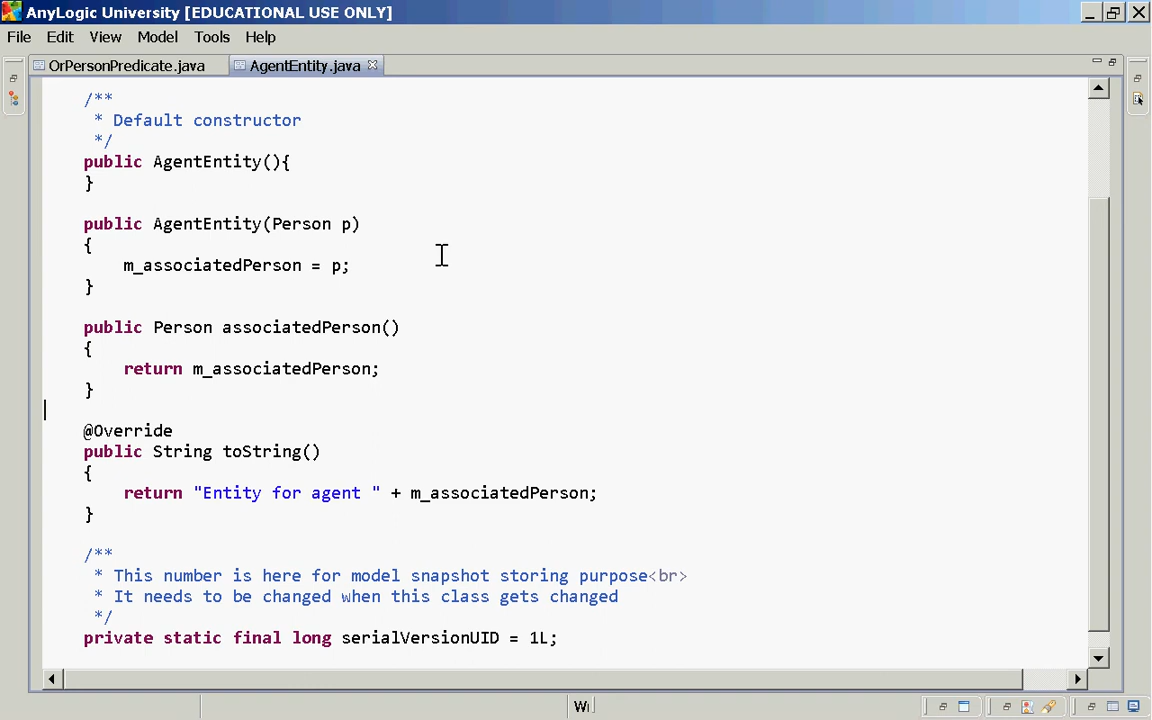 AnyLogic University [EDUCATIONAL USE ONLY]
File Edit View Model Tools Help
OrPersonPredicate.java AgentEntity.java
/**
* Default constructor
*/
public AgentEntity(){
}
public AgentEntity(Person p)
{
m_associatedPerson = p;
}
public Person associatedPerson()
{
return m_associatedPerson;
}
@Override
public String toString()
{
return "Entity for agent " + m_associatedPerson;
}
/**
* This number is here for model snapshot storing purpose<br>
* It needs to be changed when this class gets changed
*/
private static final long serialVersionUID = 1L;